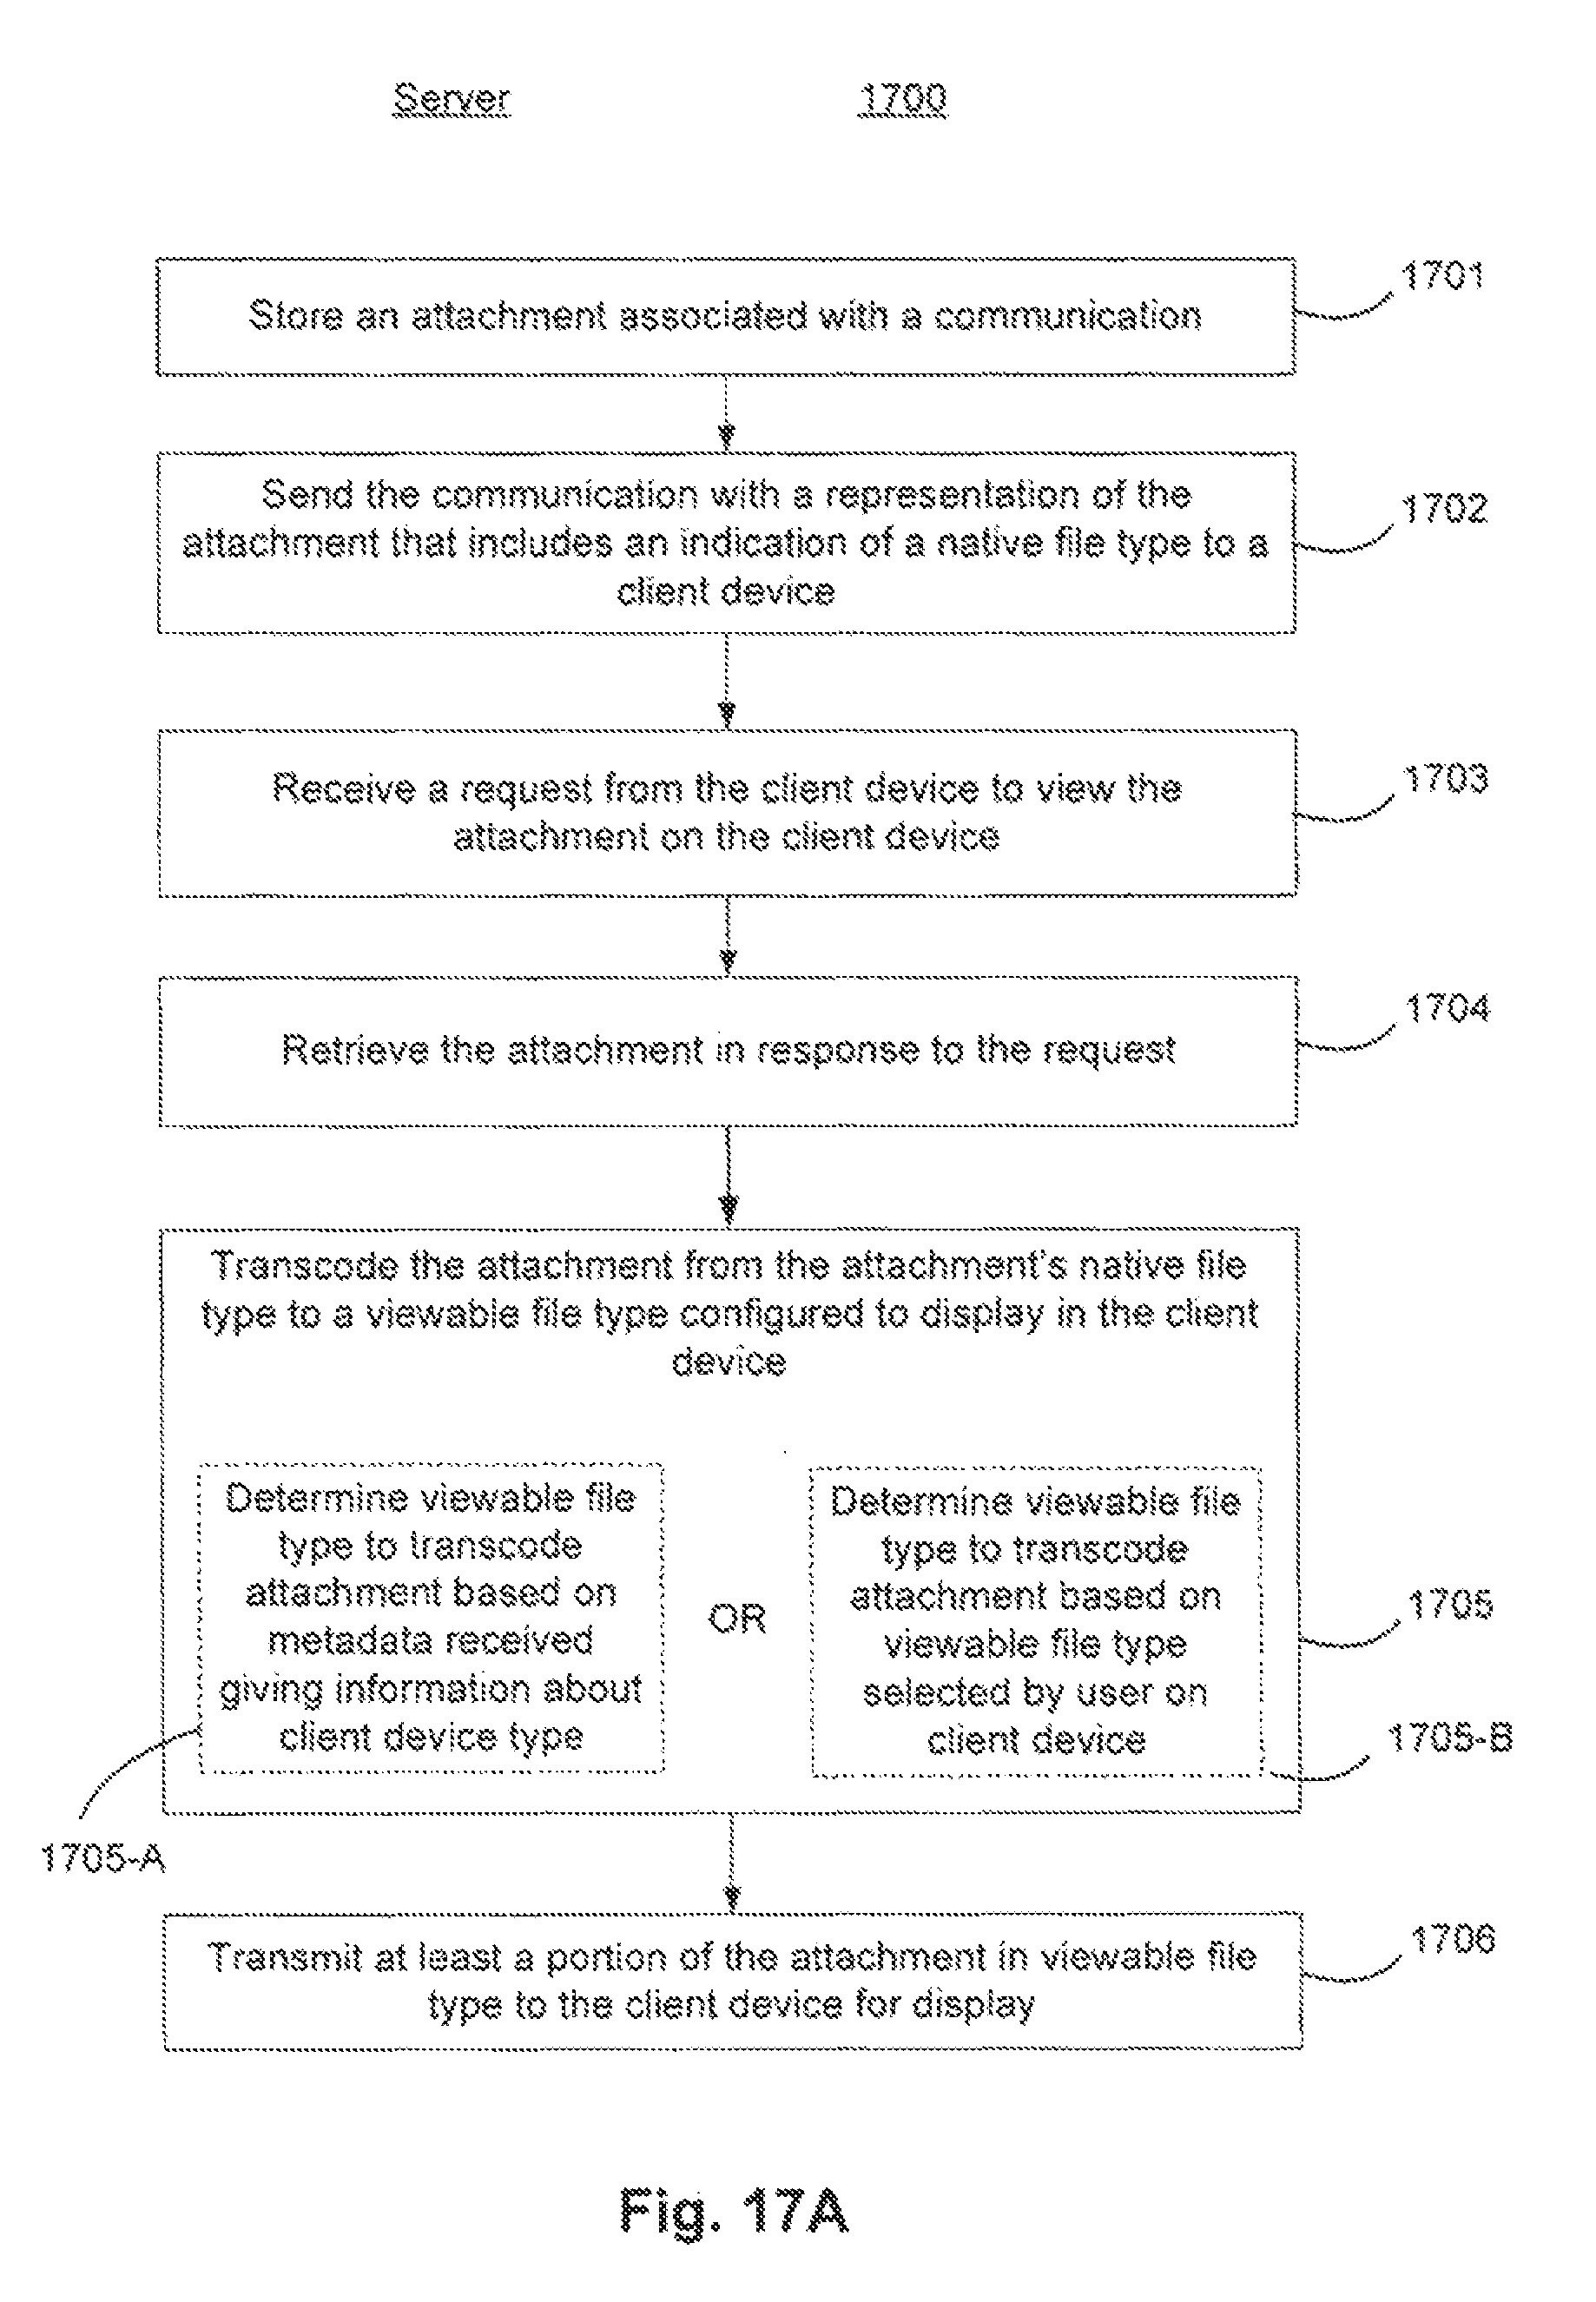 Server 1700
Store an attachment associated with a communication
1701
Send the communication with a representation of the
attachment that includes an indication of a native file type to a
client device
1702
Receive a request from the client device to view the
attachment on the client device
1703
Retrieve the attachment in response to the request
1704
Transcode the attachment from the attachment's native file
type to a viewable file type configured to display in the client
device
Determine viewable file
type to transcode
attachment based on
metadata received
giving information about
client device type
OR
Determine viewable file
type to transcode
attachment based on
viewable file type
selected by user on
client device
1705
1705-B
1705-A
Transmit at least a portion of the attachment in viewable file
type to the client device for display
1706
Fig. 17A